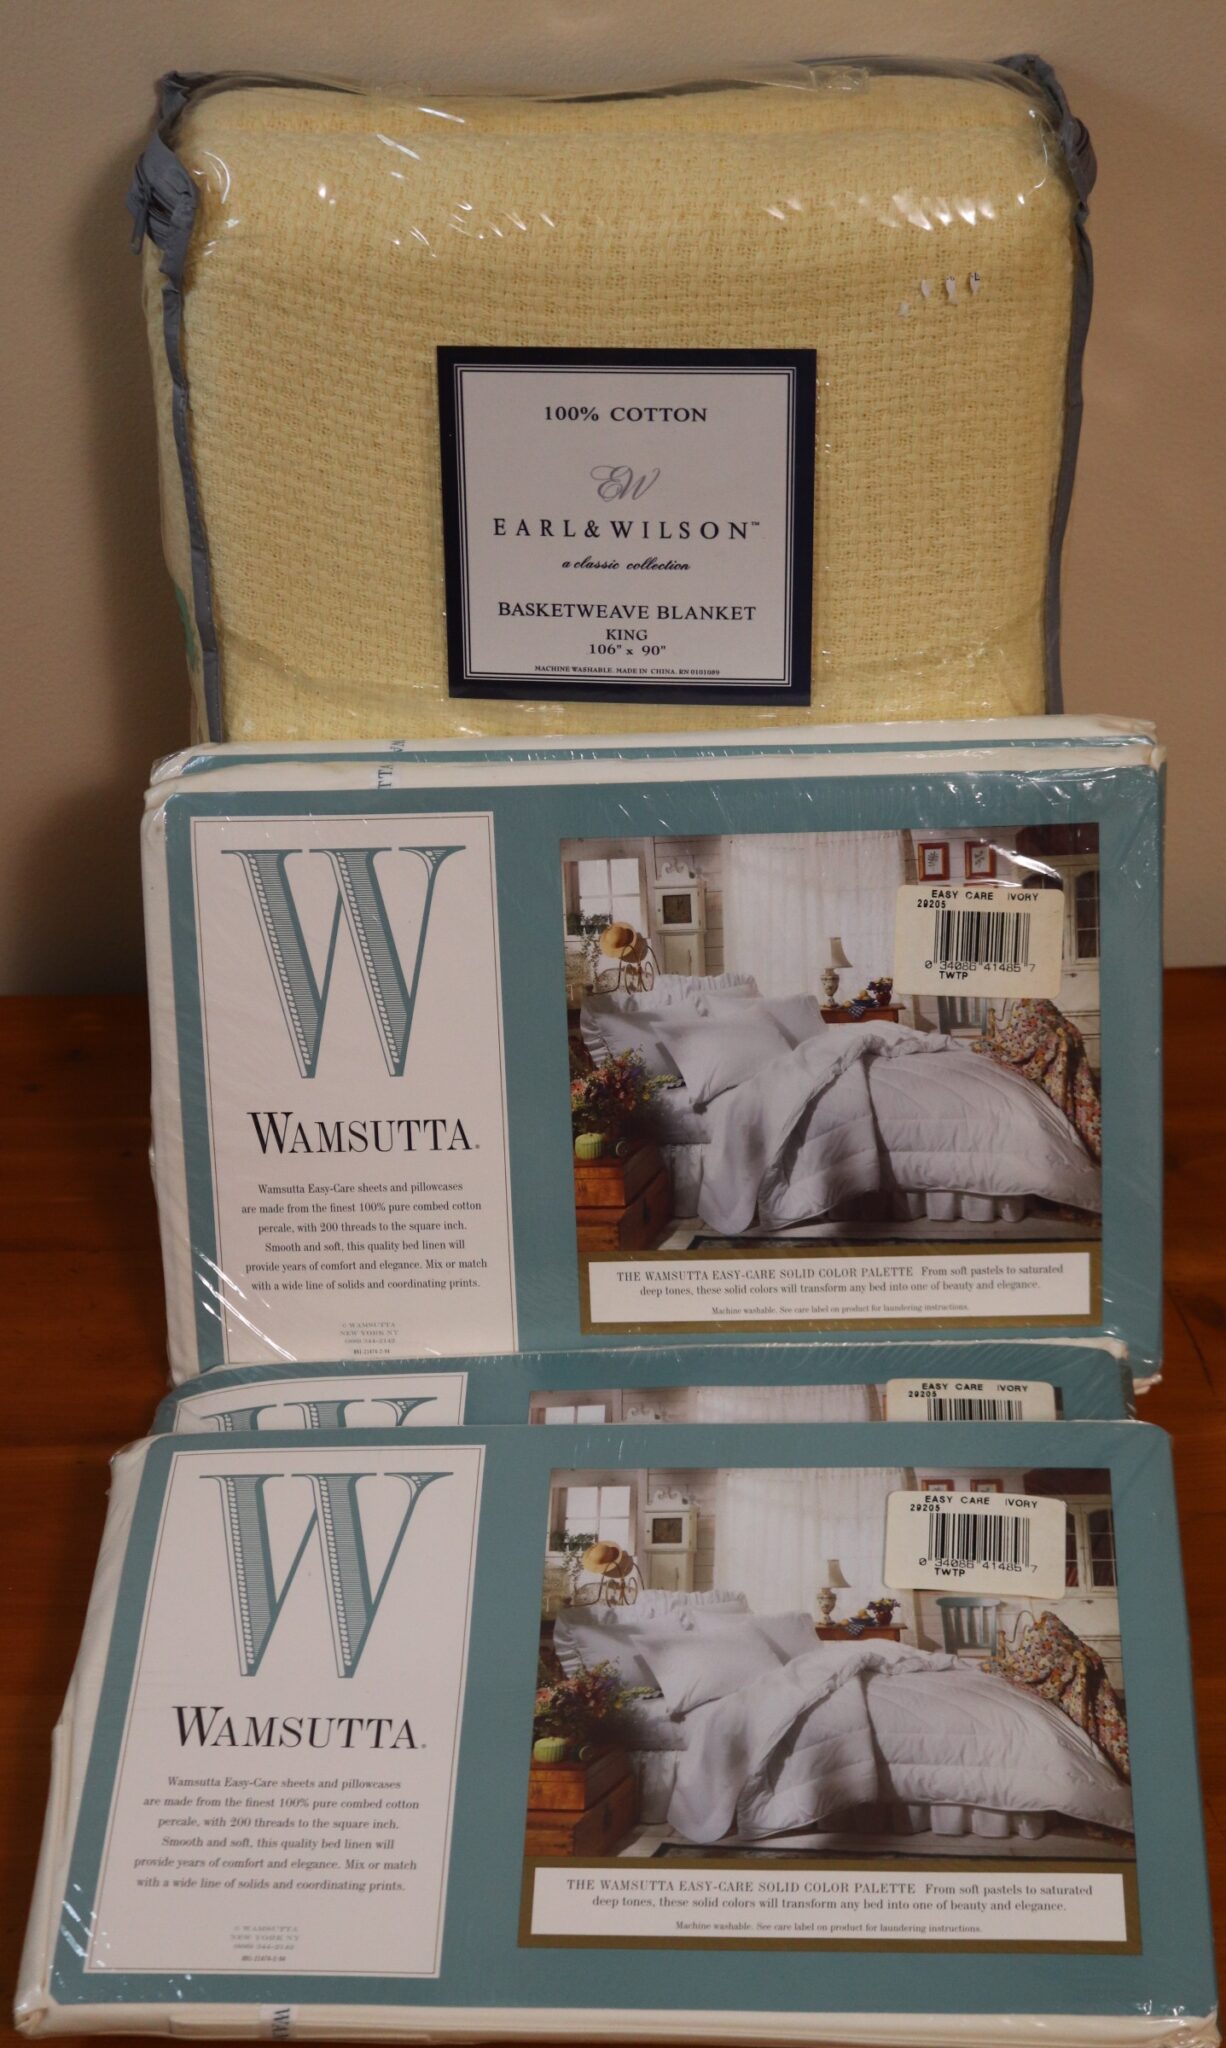 100% COTTON
EW
EARL&WILSON™
a classic collection
BASKETWEAVE BLANKET
KING
106" x 90"
MACHINE WASHABLE. MADE IN CHINA. RN 0101089
W
WAMSUTTA®
Wamsutta Easy-Care sheets and pillowcases
are made from the finest 100% pure combed cotton
percale, with 200 threads to the square inch.
Smooth and soft, this quality bed linen will
provide years of comfort and elegance. Mix or match
with a wide line of solids and coordinating prints.
© WAMSUTTA
NEW YORK NY
EASY CARE IVORY
29205
0 34086 41485 7
TWTP
THE WAMSUTTA EASY-CARE SOLID COLOR PALETTE From soft pastels to saturated
deep tones, these solid colors will transform any bed into one of beauty and elegance.
Machine washable. See care label on product for laundering instructions.
EASY CARE IVORY
29205
W
WAMSUTTA®
Wamsutta Easy-Care sheets and pillowcases
are made from the finest 100% pure combed cotton
percale, with 200 threads to the square inch.
Smooth and soft, this quality bed linen will
provide years of comfort and elegance. Mix or match
with a wide line of solids and coordinating prints.
© WAMSUTTA
NEW YORK NY
EASY CARE IVORY
29205
0 34086 41485 7
TWTP
THE WAMSUTTA EASY-CARE SOLID COLOR PALETTE From soft pastels to saturated
deep tones, these solid colors will transform any bed into one of beauty and elegance.
Machine washable. See care label on product for laundering instructions.